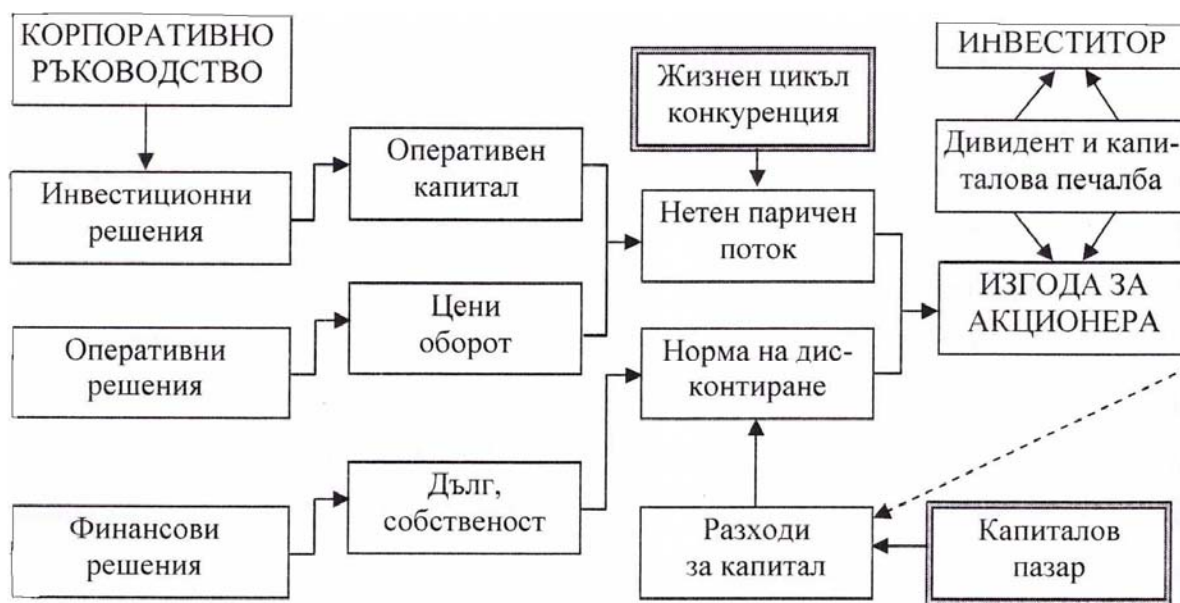 КОРПОРАТИВНО
РЪКОВОДСТВО
Инвестиционни
решения
Оперативни
решения
Финансови
решения
Оперативен
капитал
Цени
оборот
Дълг,
собственост
Жизнен цикъл
конкуренция
Нетен паричен
поток
Норма на дис-
контиране
Разходи
за капитал
ИНВЕСТИТОР
Дивидент и капи-
талова печалба
ИЗГОДА ЗА
АКЦИОНЕРА
Капиталов
пазар